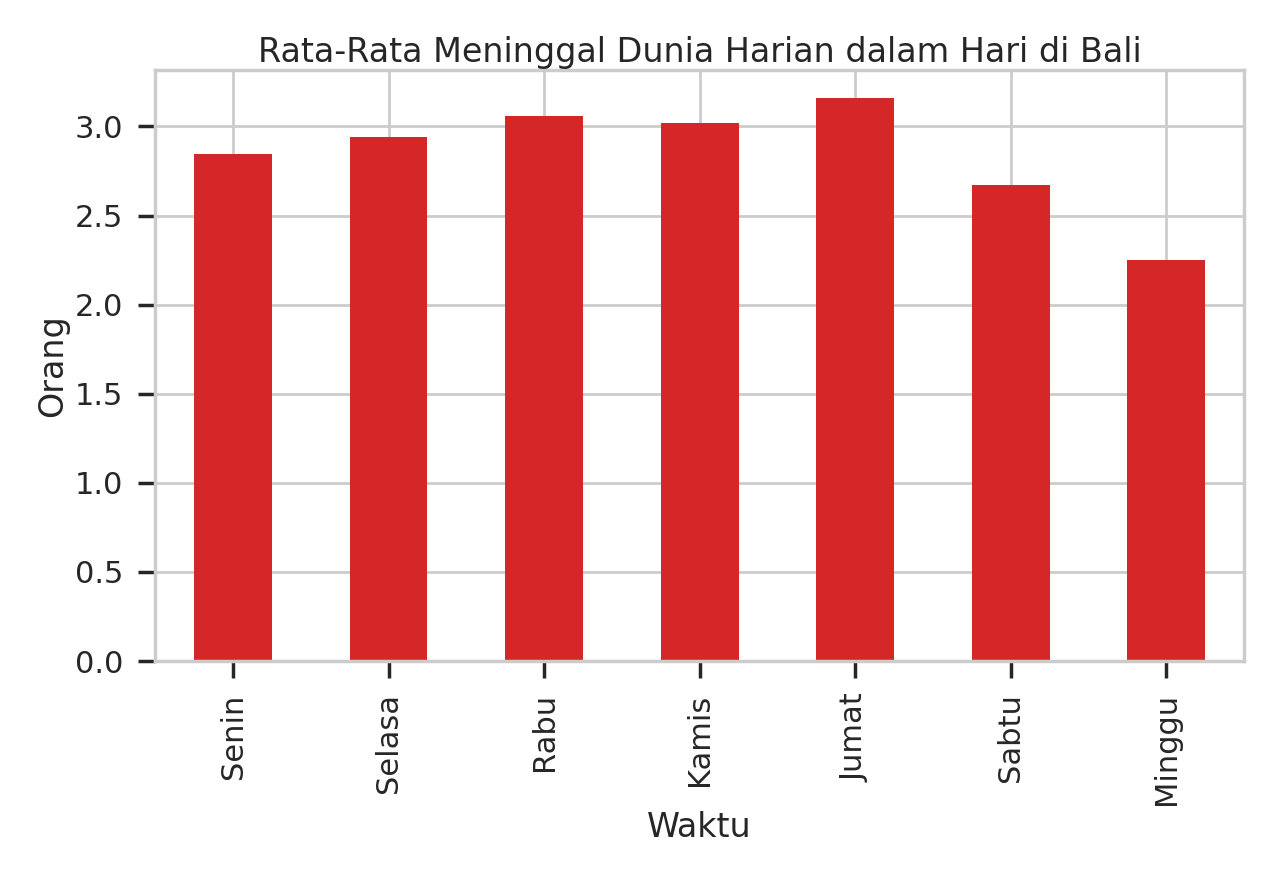 Rata-Rata Meninggal Dunia Harian dalam Hari di Bali
Orang
3.0
2.5
2.0
1.5
1.0
0.5
0.0
Senin
Selasa
Rabu
Kamis
Jumat
Sabtu
Minggu
Waktu